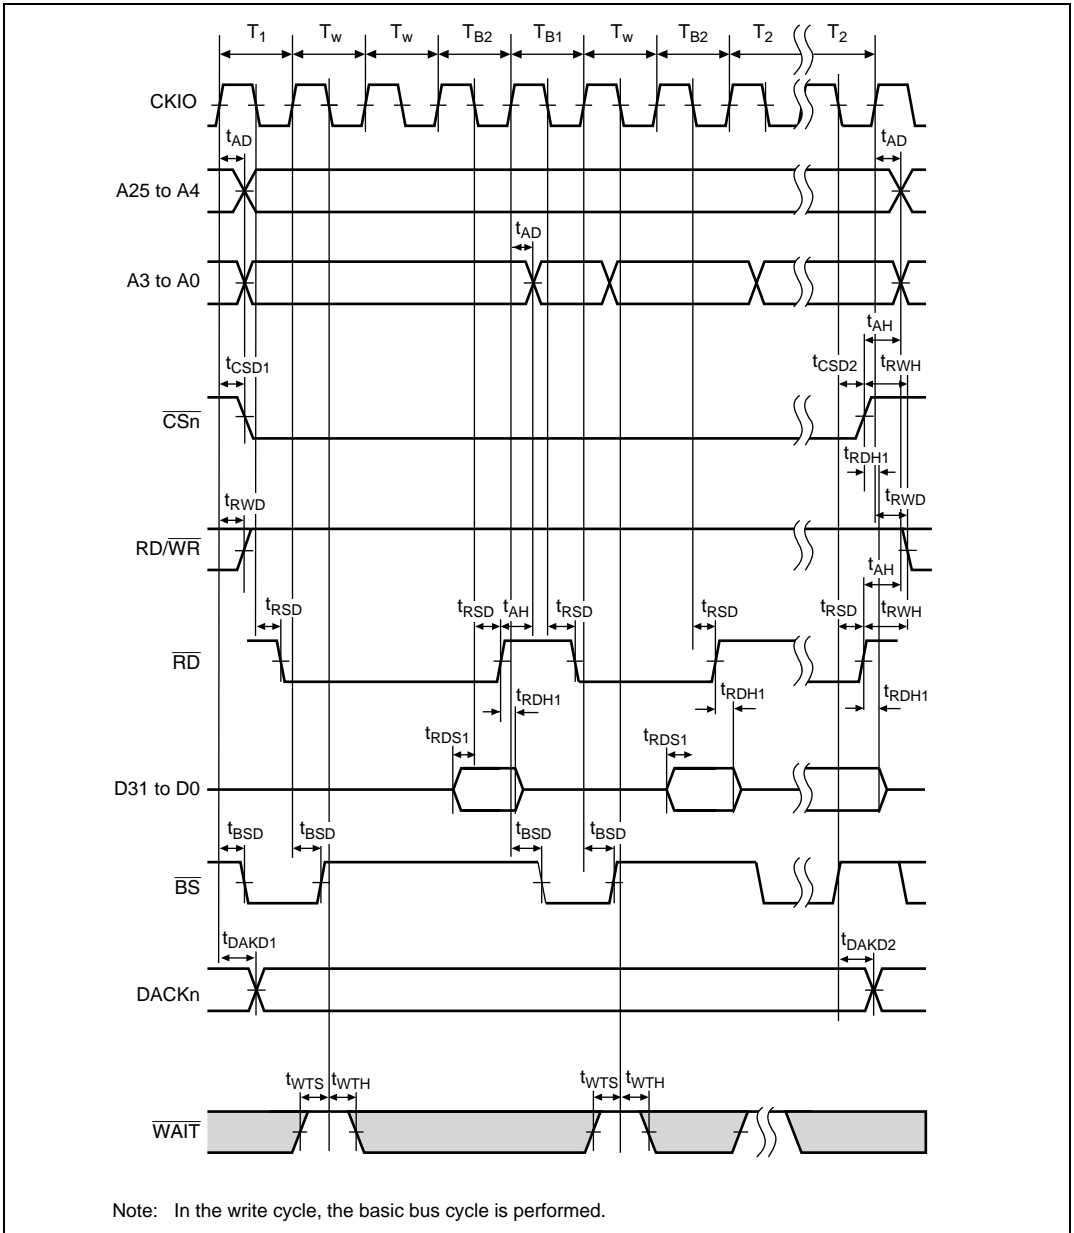 T1 Tw Tw TB2 TB1 Tw TB2 T2 T2
CKIO
tAD tAD
A25 to A4
tAD
A3 to A0
tAH
tCSD1 tCSD2 tRWH
CSn
tRDH1
tRWD tRWD
RD/WR
tAH
tRSD tRSD tAH tRSD tRSD tRSD tRWH
RD
tRDH1 tRDH1 tRDH1
tRDS1 tRDS1
D31 to D0
tBSD tBSD tBSD tBSD
BS
tDAKD1 tDAKD2
DACKn
tWTS tWTH tWTS tWTH
WAIT
Note: In the write cycle, the basic bus cycle is performed.